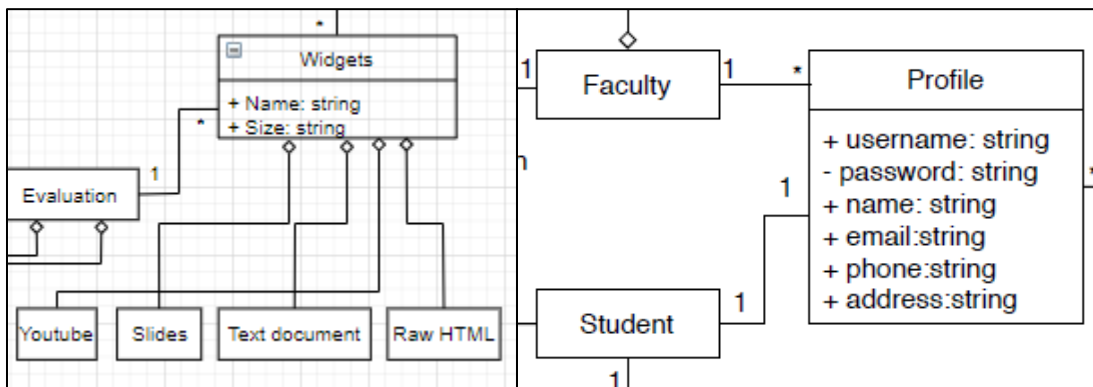 *
Widgets
+ Name: string
+ Size: string
*
1
Evaluation
Youtube
Slides
Text document
Raw HTML
1
Faculty
1
*
Profile
+ username: string
- password: string
+ name: string
+ email:string
+ phone:string
+ address:string
*
n
1
Student
1
1